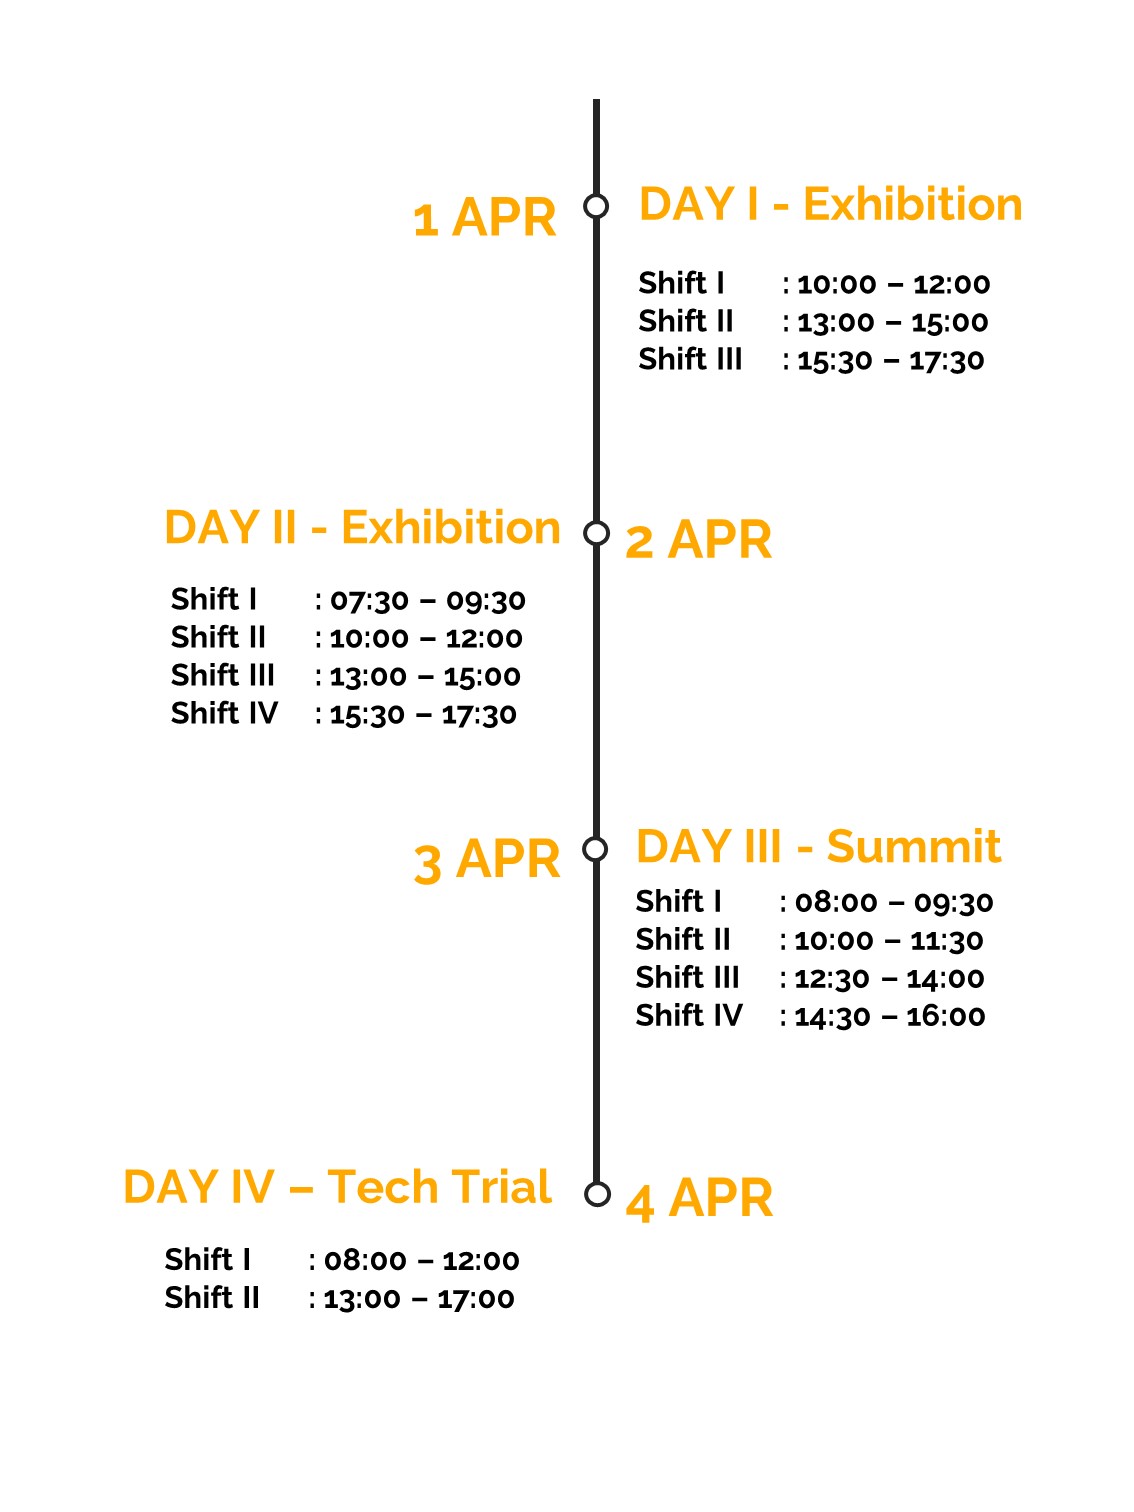 1 APR
DAY I - Exhibition
Shift I : 10:00 – 12:00
Shift II : 13:00 – 15:00
Shift III : 15:30 – 17:30
DAY II - Exhibition
2 APR
Shift I : 07:30 – 09:30
Shift II : 10:00 – 12:00
Shift III : 13:00 – 15:00
Shift IV : 15:30 – 17:30
3 APR
DAY III - Summit
Shift I : 08:00 – 09:30
Shift II : 10:00 – 11:30
Shift III : 12:30 – 14:00
Shift IV : 14:30 – 16:00
DAY IV – Tech Trial
4 APR
Shift I : 08:00 – 12:00
Shift II : 13:00 – 17:00